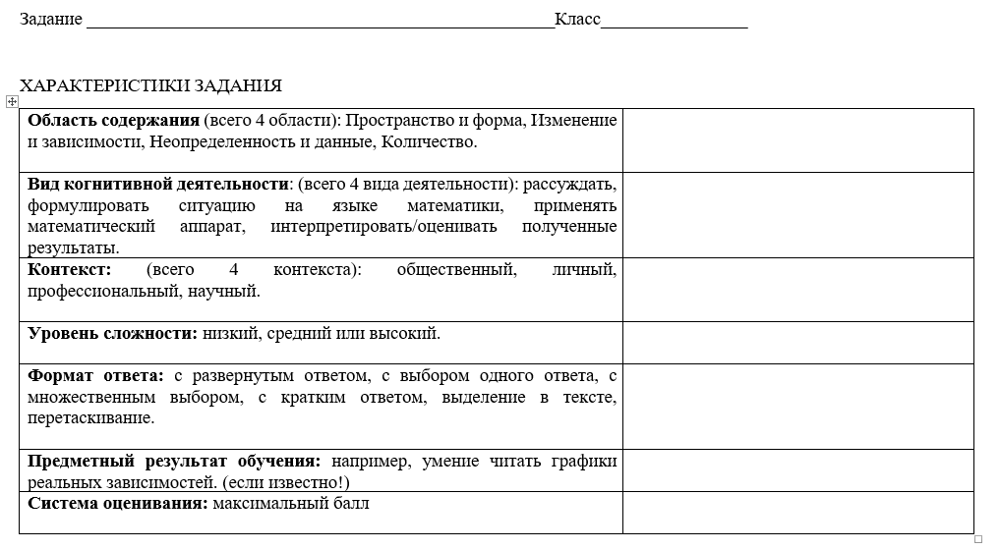 Задание ______________________________________________________Класс_________________
ХАРАКТЕРИСТИКИ ЗАДАНИЯ
Область содержания (всего 4 области): Пространство и форма, Изменение
и зависимости, Неопределенность и данные, Количество.
Вид когнитивной деятельности: (всего 4 вида деятельности): рассуждать,
формулировать ситуацию на языке математики, применять
математический аппарат, интерпретировать/оценивать полученные
результаты.
Контекст: (всего 4 контекста): общественный, личный,
профессиональный, научный.
Уровень сложности: низкий, средний или высокий.
Формат ответа: с развернутым ответом, с выбором одного ответа, с
множественным выбором, с кратким ответом, выделение в тексте,
перетаскивание.
Предметный результат обучения: например, умение читать графики
реальных зависимостей. (если известно!)
Система оценивания: максимальный балл